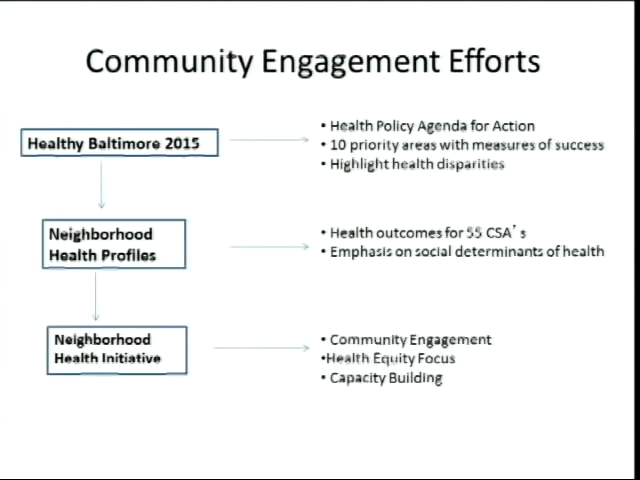 Community Engagement Efforts
Healthy Baltimore 2015
• Health Policy Agenda for Action
• 10 priority areas with measures of success
• Highlight health disparities
Neighborhood
Health Profiles
• Health outcomes for 55 CSA's
• Emphasis on social determinants of health
Neighborhood
Health Initiative
• Community Engagement
•Health Equity Focus
• Capacity Building